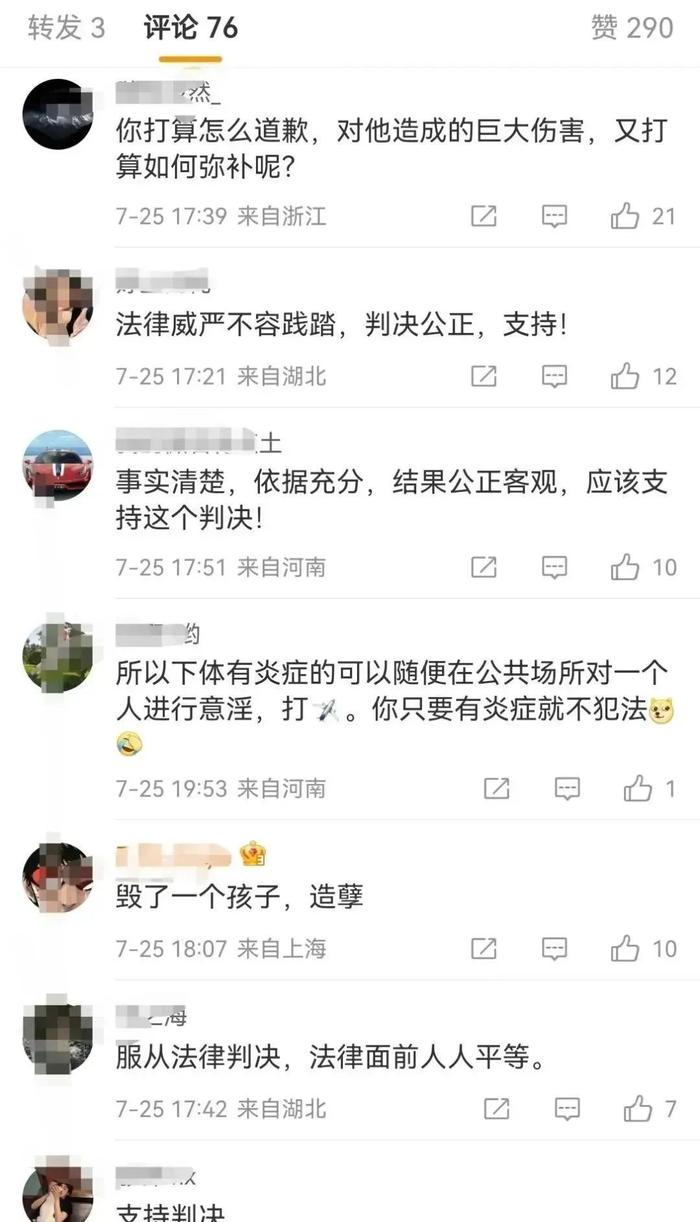 转发 3 评论 76 赞 290
然_
你打算怎么道歉，对他造成的巨大伤害，又打
算如何弥补呢？
7-25 17:39 来自浙江 21
法律威严不容践踏，判决公正，支持！
7-25 17:21 来自湖北 12
土
事实清楚，依据充分，结果公正客观，应该支
持这个判决！
7-25 17:51 来自河南 10
哟
所以下体有炎症的可以随便在公共场所对一个
人进行意淫，打。你只要有炎症就不犯法
7-25 19:53 来自河南 1
毁了一个孩子，造孽
7-25 18:07 来自上海 10
海
服从法律判决，法律面前人人平等。
7-25 17:42 来自湖北 7
支持判决